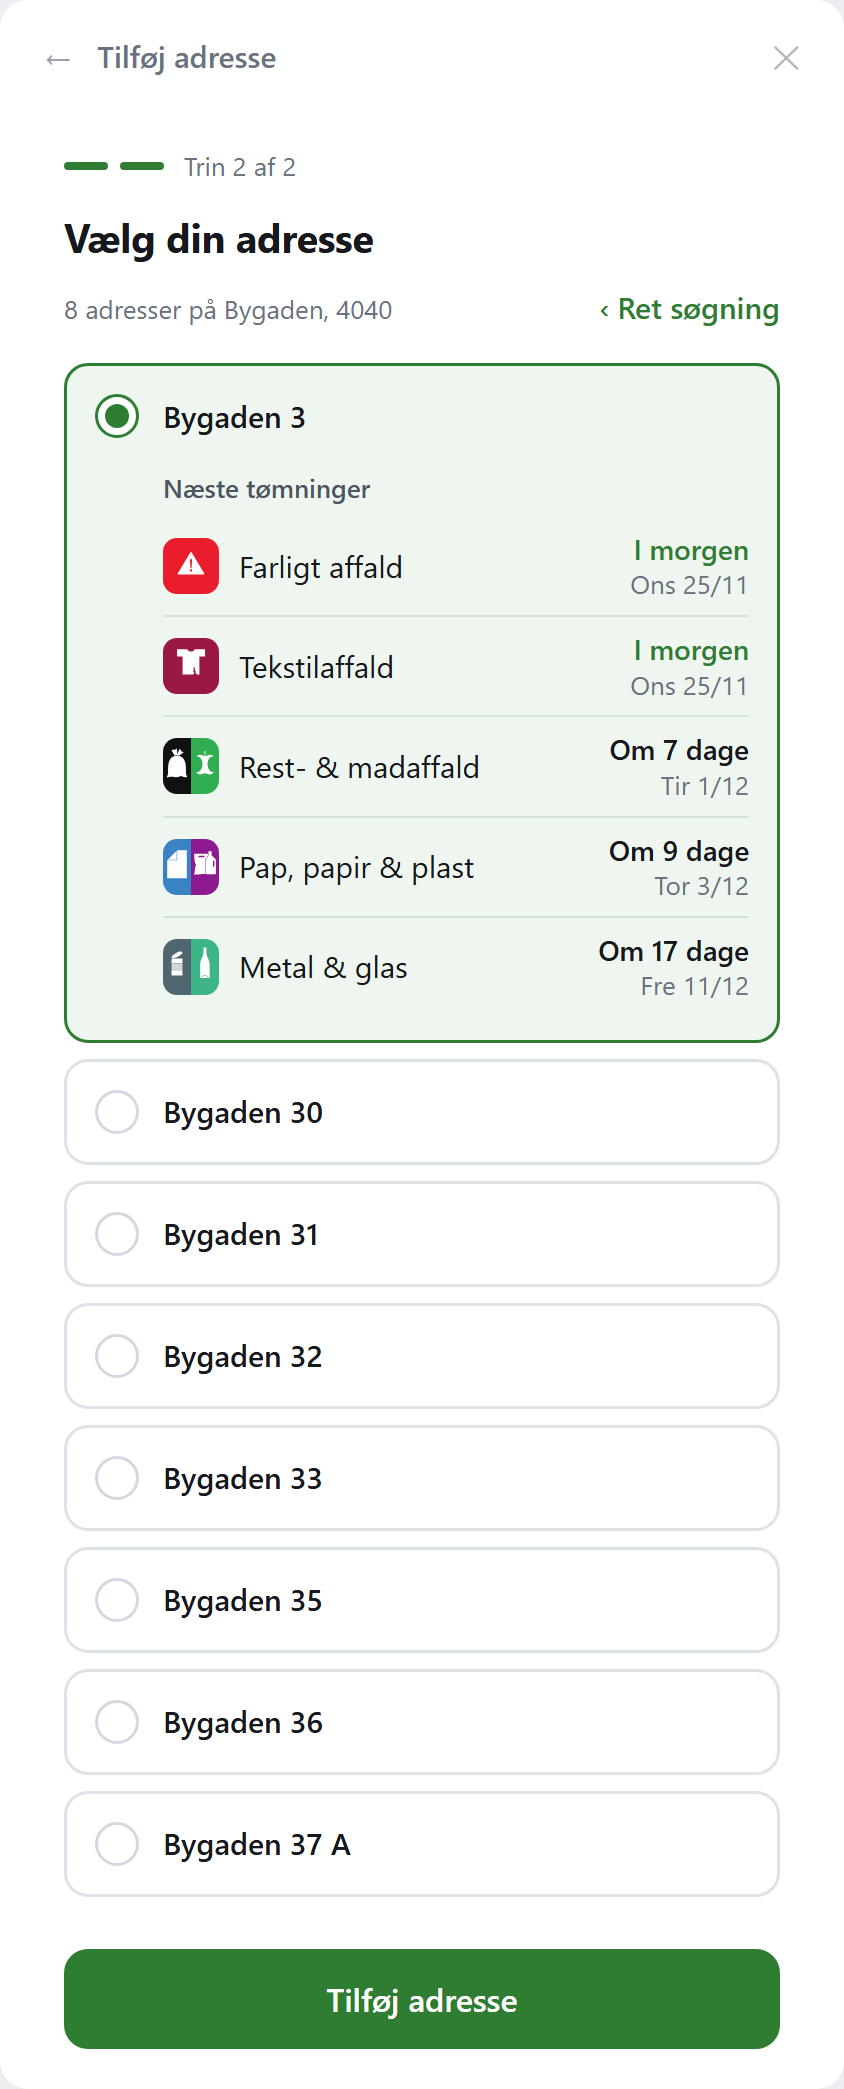 ← Tilføj adresse
Trin 2 af 2
Vælg din adresse
8 adresser på Bygaden, 4040
‹ Ret søgning
Bygaden 3
Næste tømninger
Farligt affald
I morgen
Ons 25/11
Tekstilaffald
I morgen
Ons 25/11
Rest- & madaffald
Om 7 dage
Tir 1/12
Pap, papir & plast
Om 9 dage
Tor 3/12
Metal & glas
Om 17 dage
Fre 11/12
Bygaden 30
Bygaden 31
Bygaden 32
Bygaden 33
Bygaden 35
Bygaden 36
Bygaden 37 A
Tilføj adresse